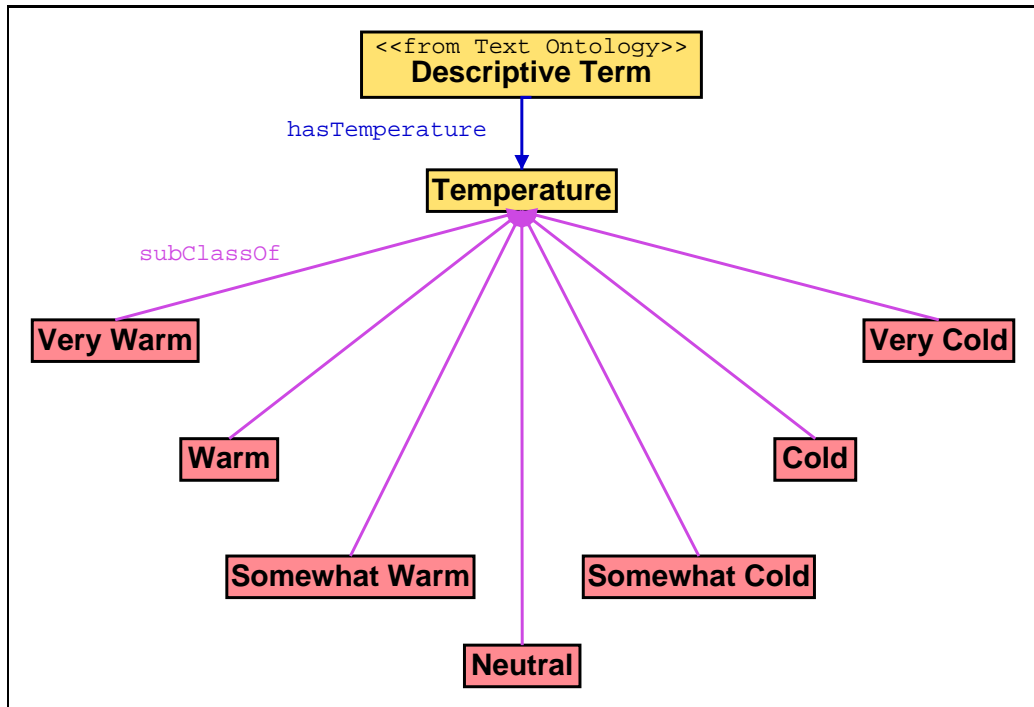 <<from Text Ontology>>
Descriptive Term
hasTemperature
Temperature
subClassOf
Very Warm
Very Cold
Warm
Cold
Somewhat Warm
Somewhat Cold
Neutral